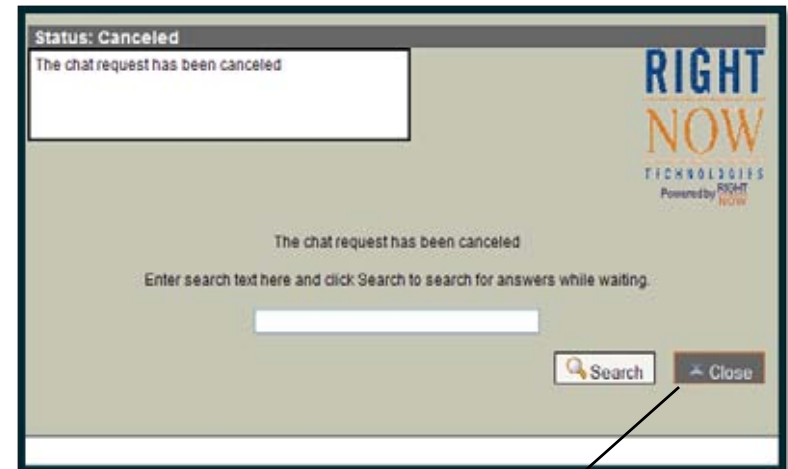 Status: Canceled
The chat request has been canceled
RIGHT
NOW
TECHNOLOGIES
Powered by RIGHT
NOW
The chat request has been canceled
Enter search text here and click Search to search for answers while waiting.
Search
Close